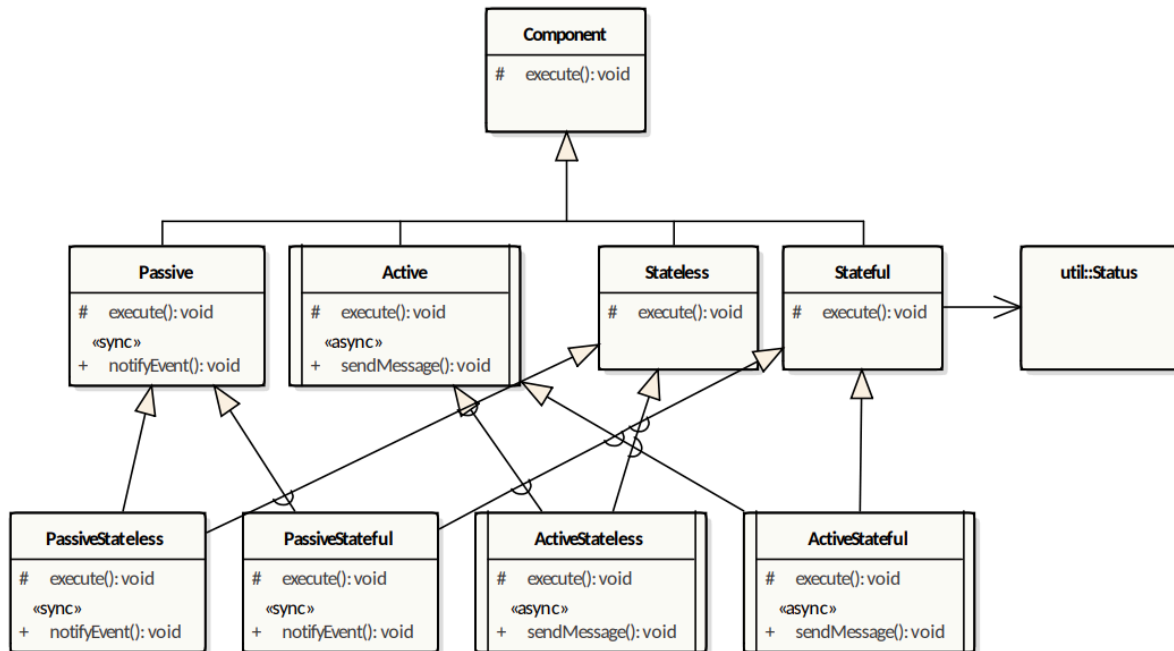 Component
# execute(): void
Passive
# execute(): void
«sync»
+ notifyEvent(): void
Active
# execute(): void
«async»
+ sendMessage(): void
Stateless
# execute(): void
Stateful
# execute(): void
util::Status
PassiveStateless
# execute(): void
«sync»
+ notifyEvent(): void
PassiveStateful
# execute(): void
«sync»
+ notifyEvent(): void
ActiveStateless
# execute(): void
«async»
+ sendMessage(): void
ActiveStateful
# execute(): void
«async»
+ sendMessage(): void